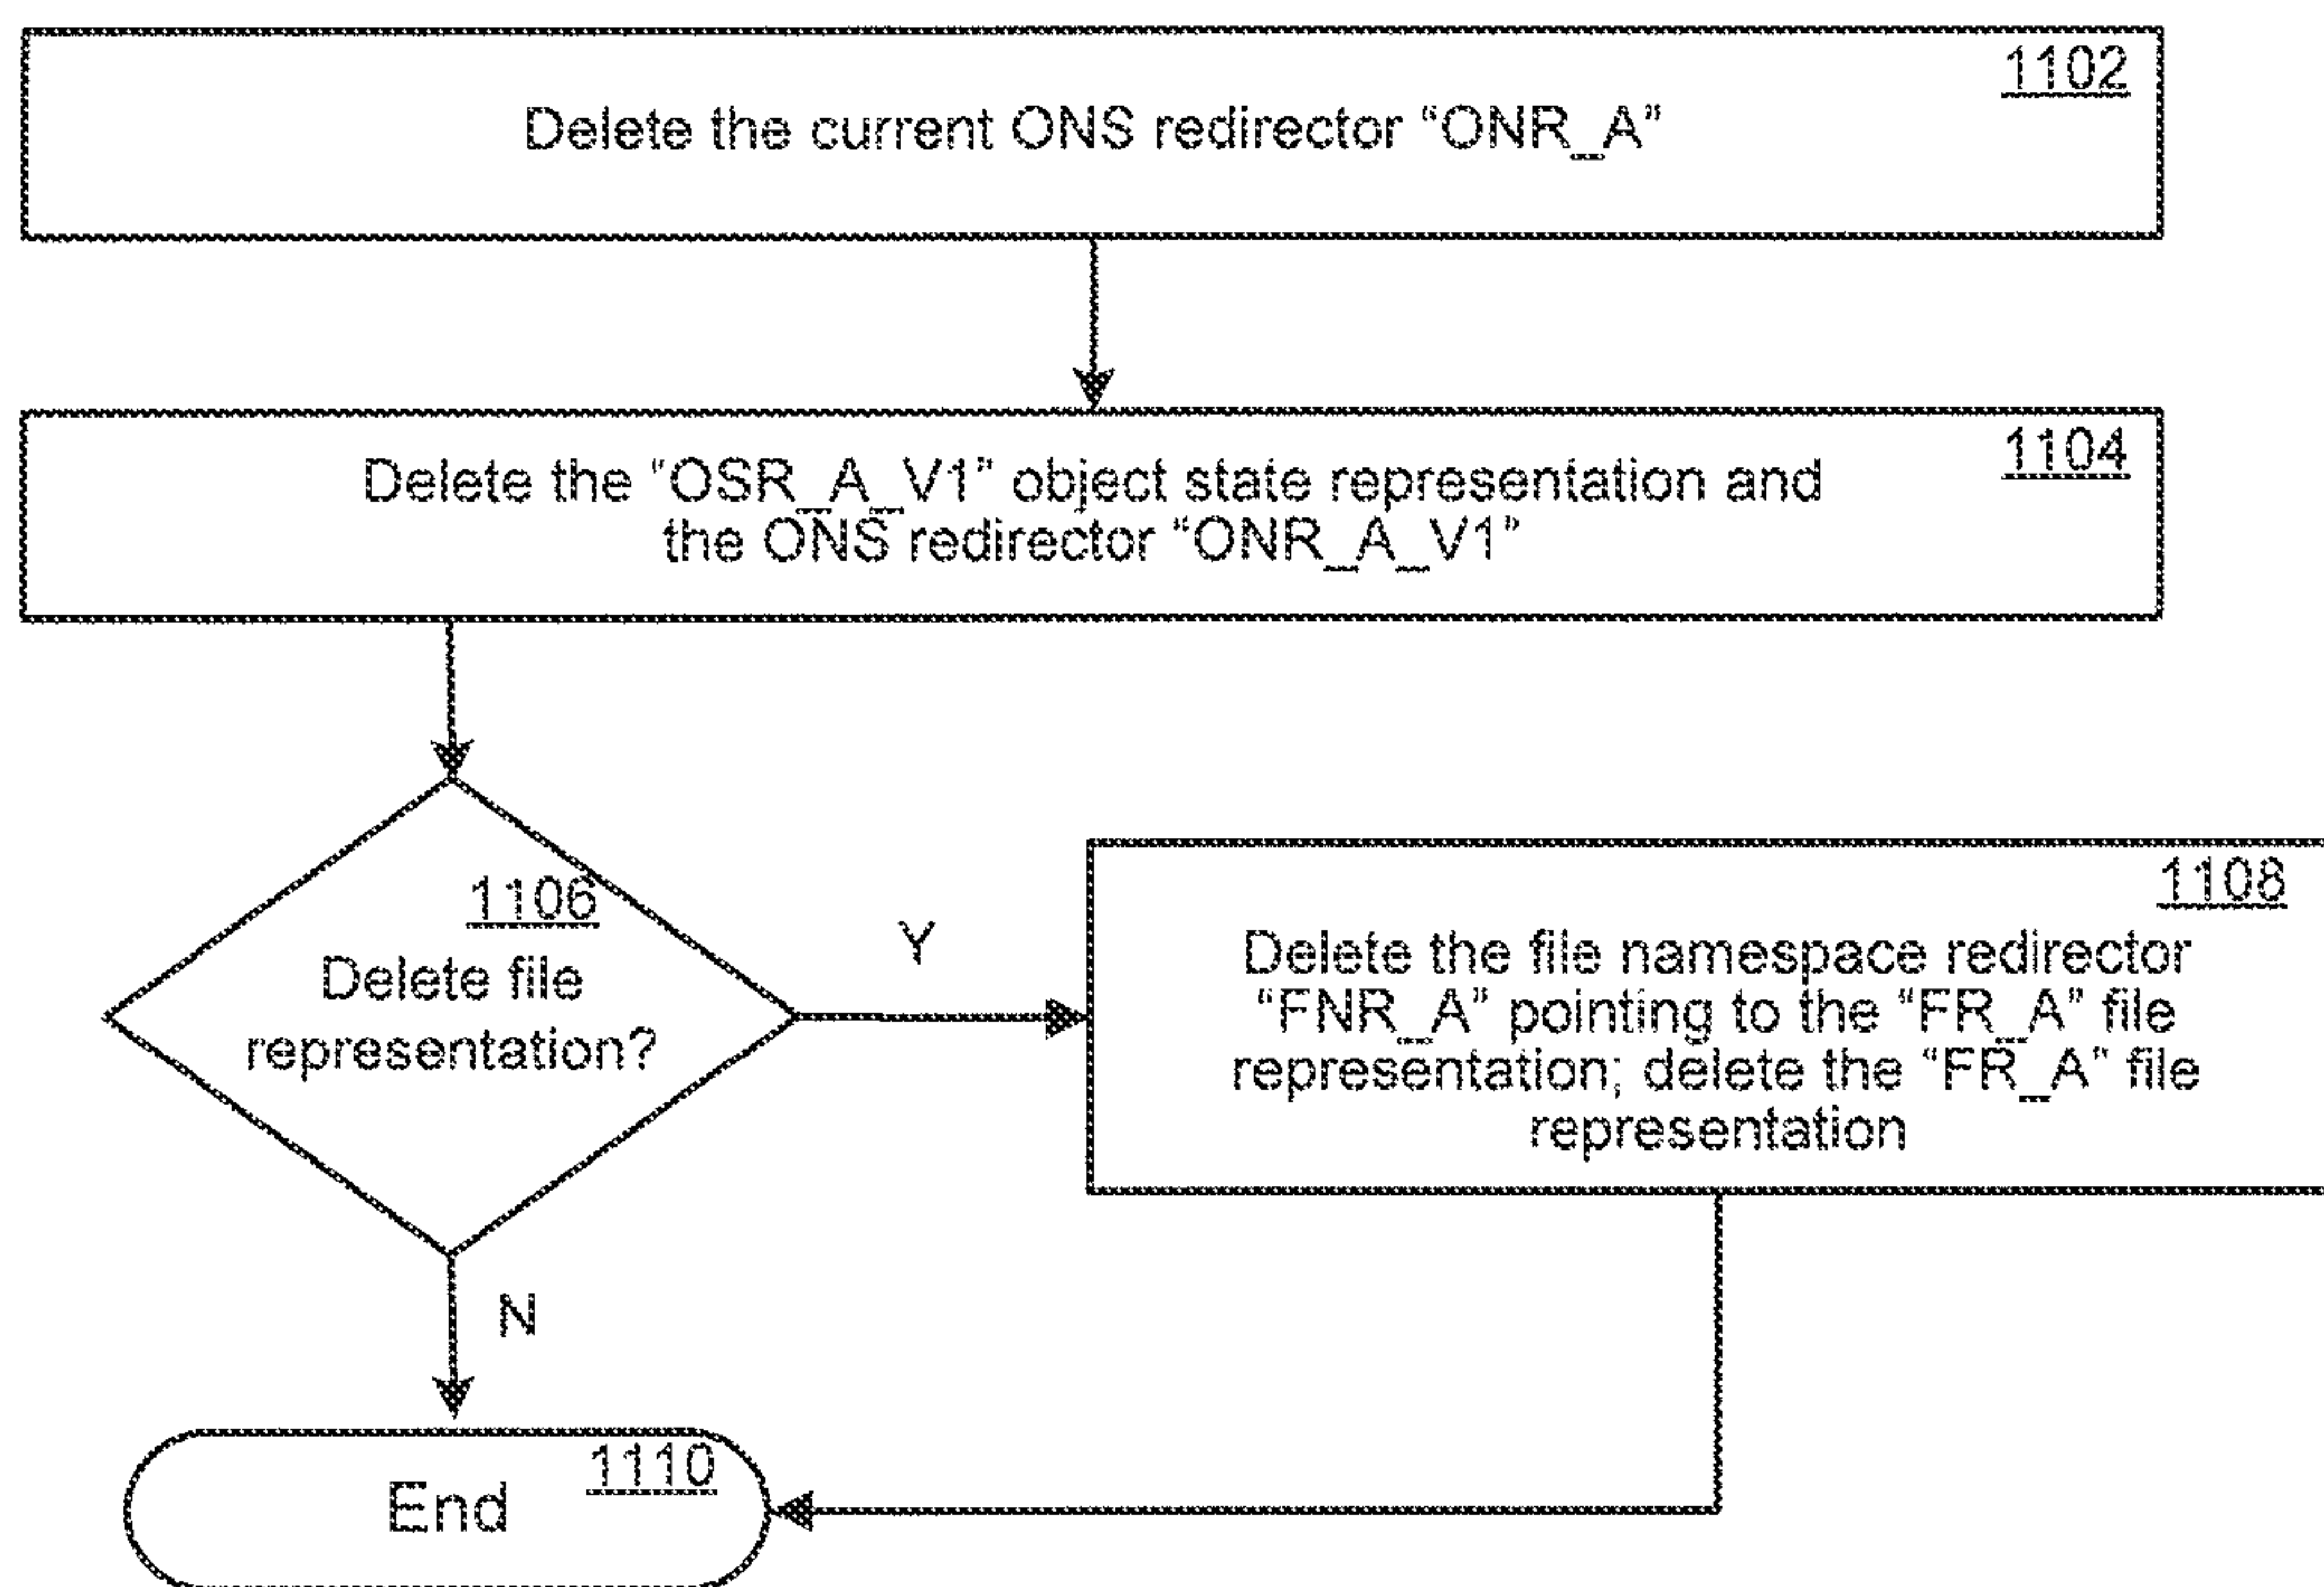 1102
Delete the current ONS redirector “ONR_A”
1104
Delete the “OSR_A_V1” object state representation and
the ONS redirector “ONR_A_V1”
1106
Delete file
representation?
Y
1108
Delete the file namespace redirector
“FNR_A” pointing to the “FR_A” file
representation; delete the “FR_A” file
representation
N
1110
End